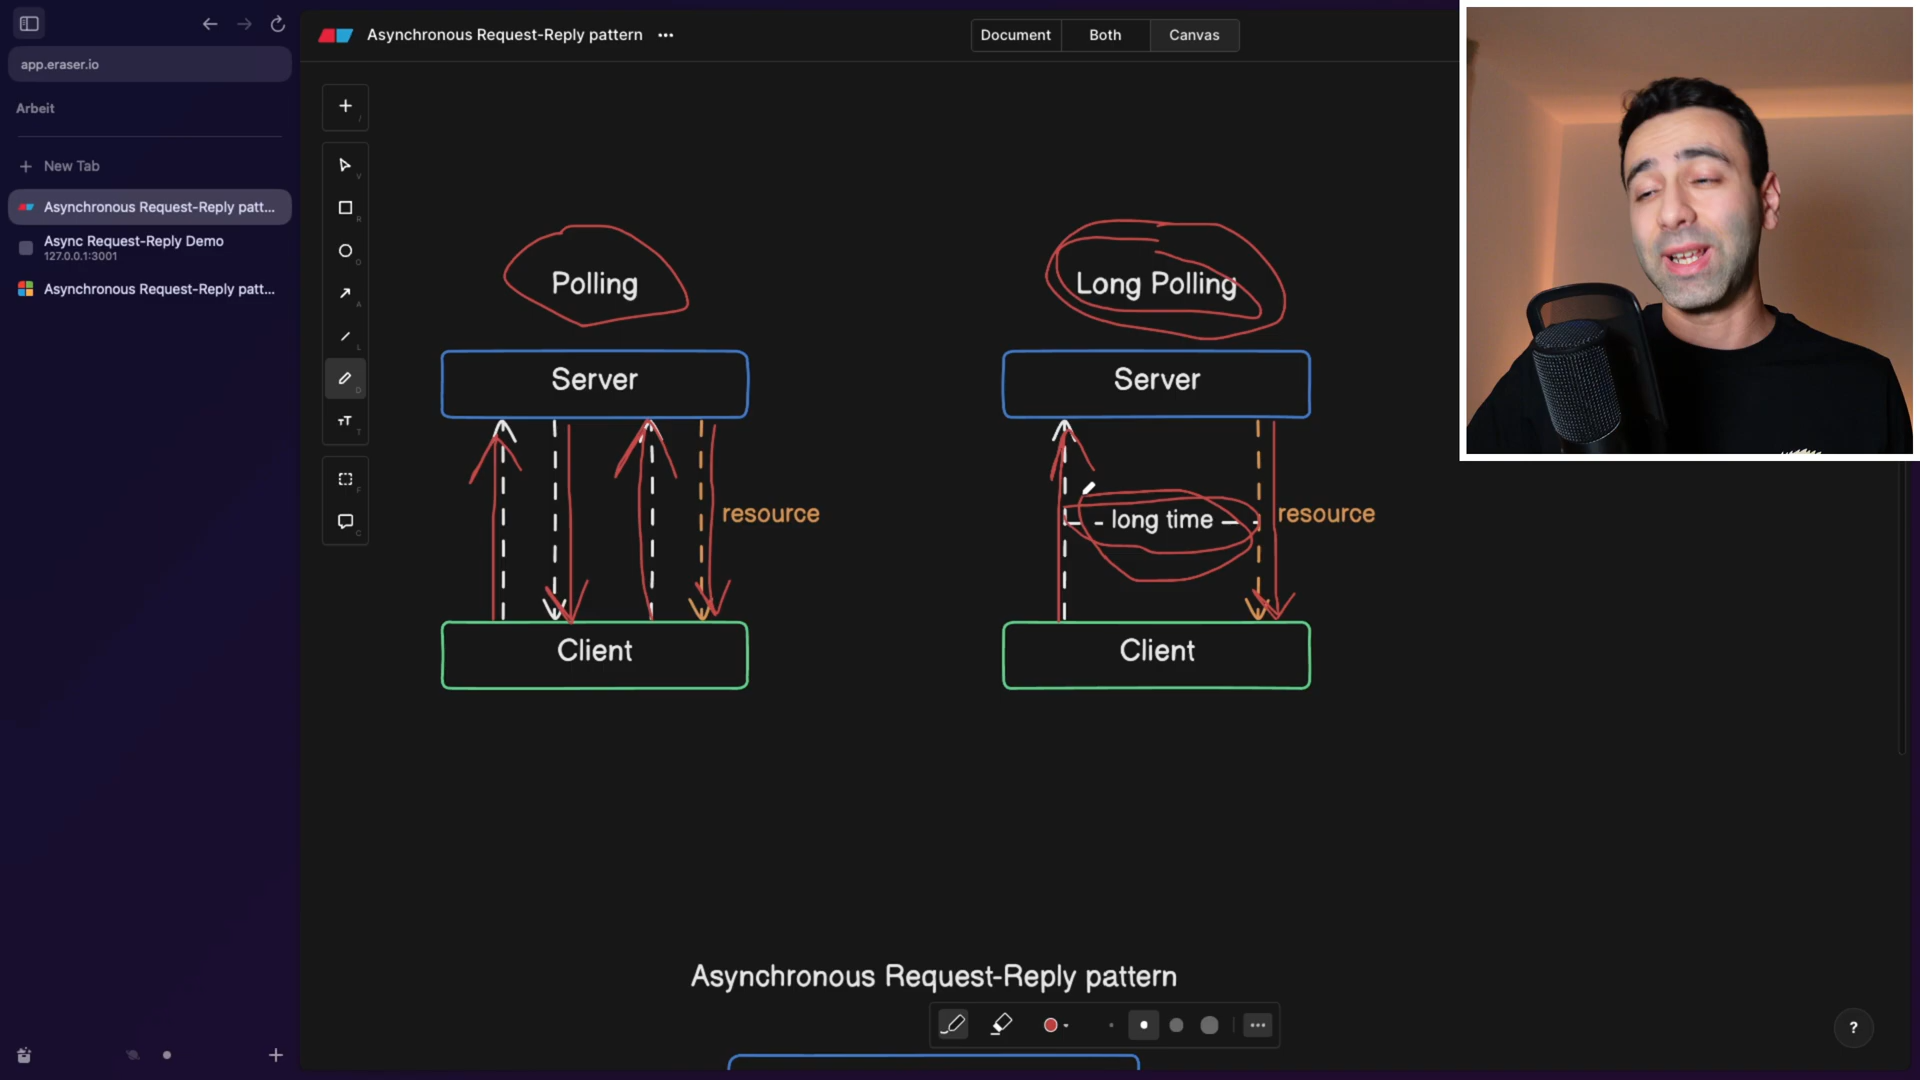 app.eraser.io
Arbeit
New Tab
Asynchronous Request-Reply patt...
Async Request-Reply Demo
127.0.0.1:3001
Asynchronous Request-Reply patt...
Asynchronous Request-Reply pattern
Document
Both
Canvas
/
V
R
O
A
L
D
T
T
F
C
Polling
Server
resource
Client
Long Polling
Server
long time
resource
Client
Asynchronous Request-Reply pattern
?